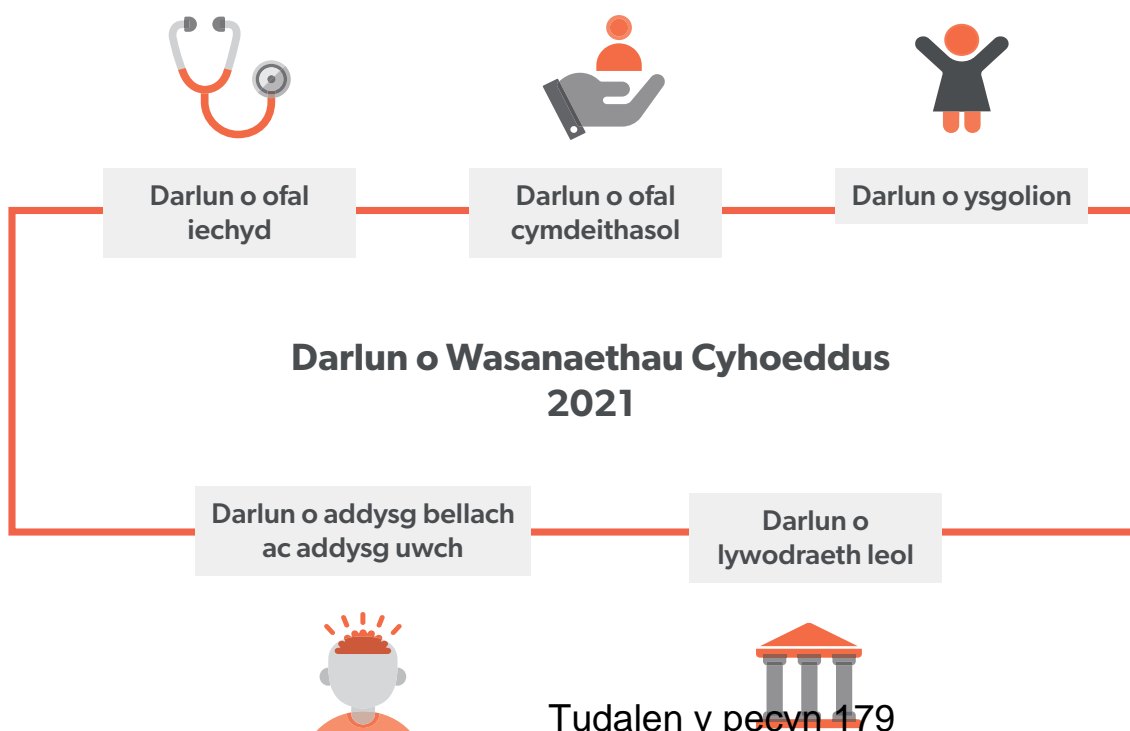 Darlun o ofal
iechyd
Darlun o ofal
cymdeithasol
Darlun o ysgolion
Darlun o Wasanaethau Cyhoeddus
2021
Darlun o addysg bellach
ac addysg uwch
Darlun o
lywodraeth leol
Tudalen y pecyn 179